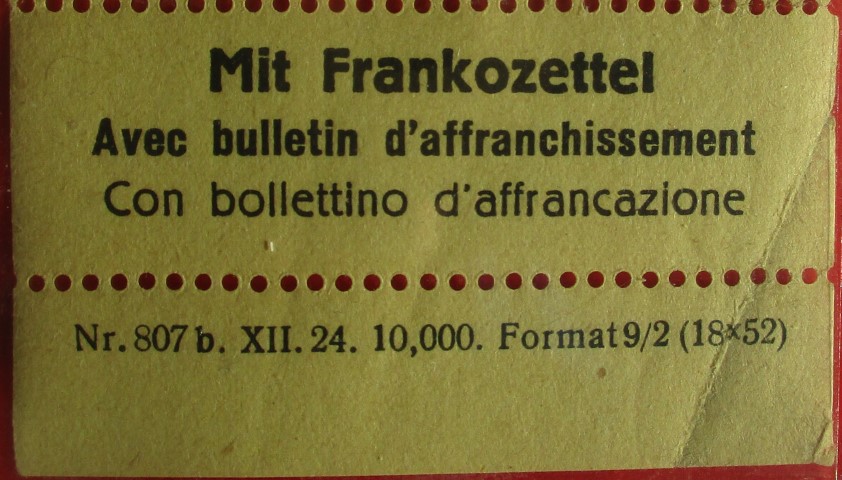 Mit Frankozettel
Avec bulletin d'affranchissement
Con bollettino d'affrancazione
Nr. 807 b. XII. 24. 10,000. Format 9/2 (18×52)